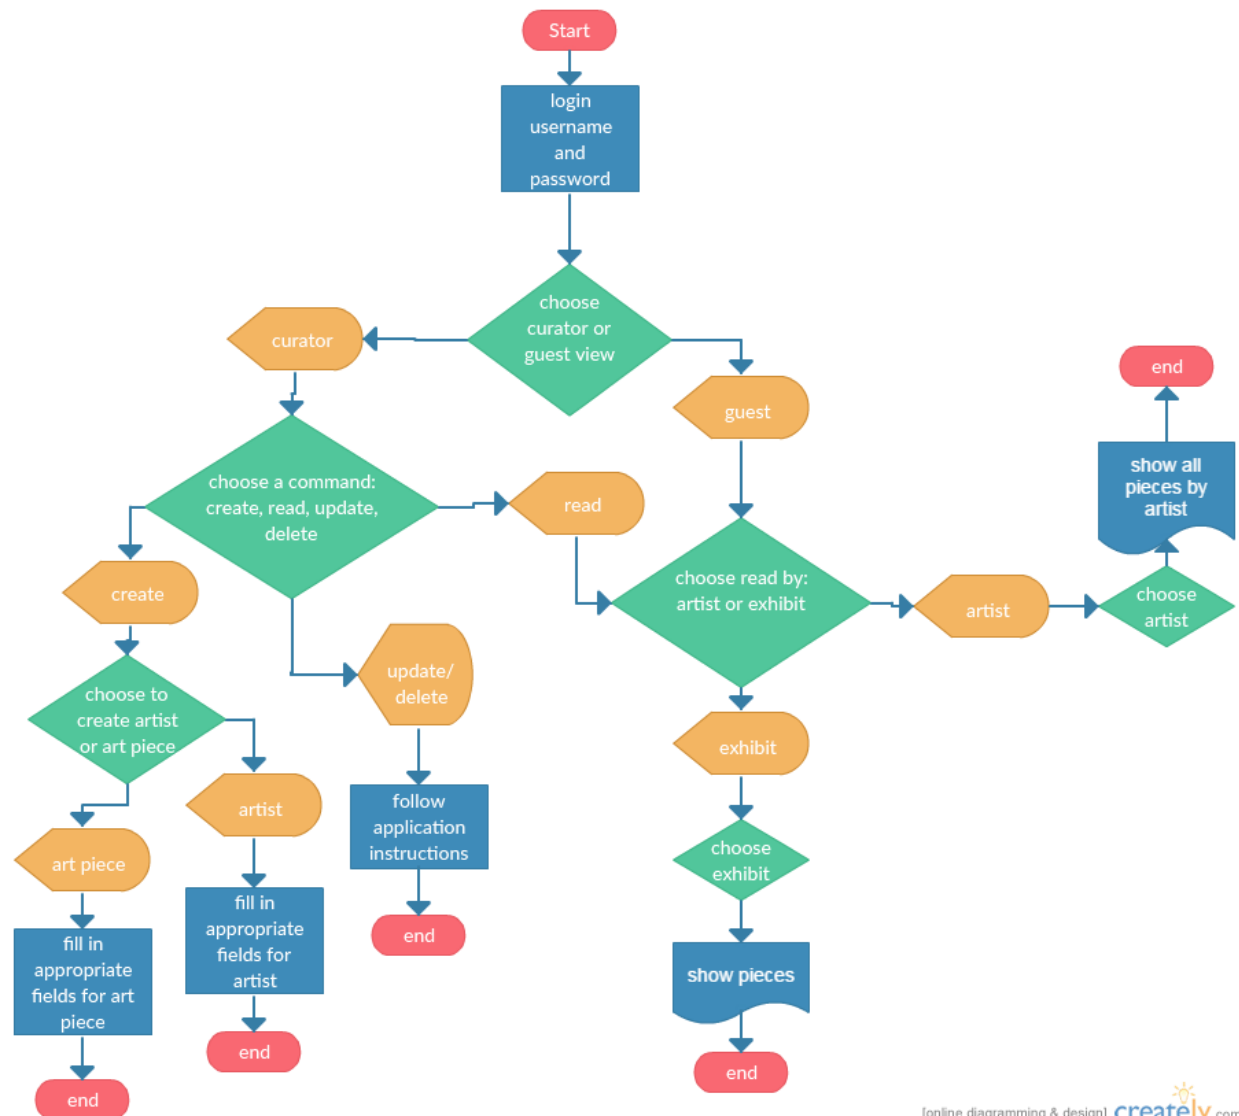 Start
login
username
and
password
choose
curator or
guest view
curator
guest
end
choose a command:
create, read, update,
delete
read
show all
pieces by
artist
create
choose read by:
artist or exhibit
artist
choose
artist
update/
delete
choose to
create artist
or art piece
exhibit
artist
follow
application
instructions
choose
exhibit
art piece
fill in
appropriate
fields for
artist
end
fill in
appropriate
fields for art
piece
show pieces
end
end
end
[online diagramming & design] creately.com